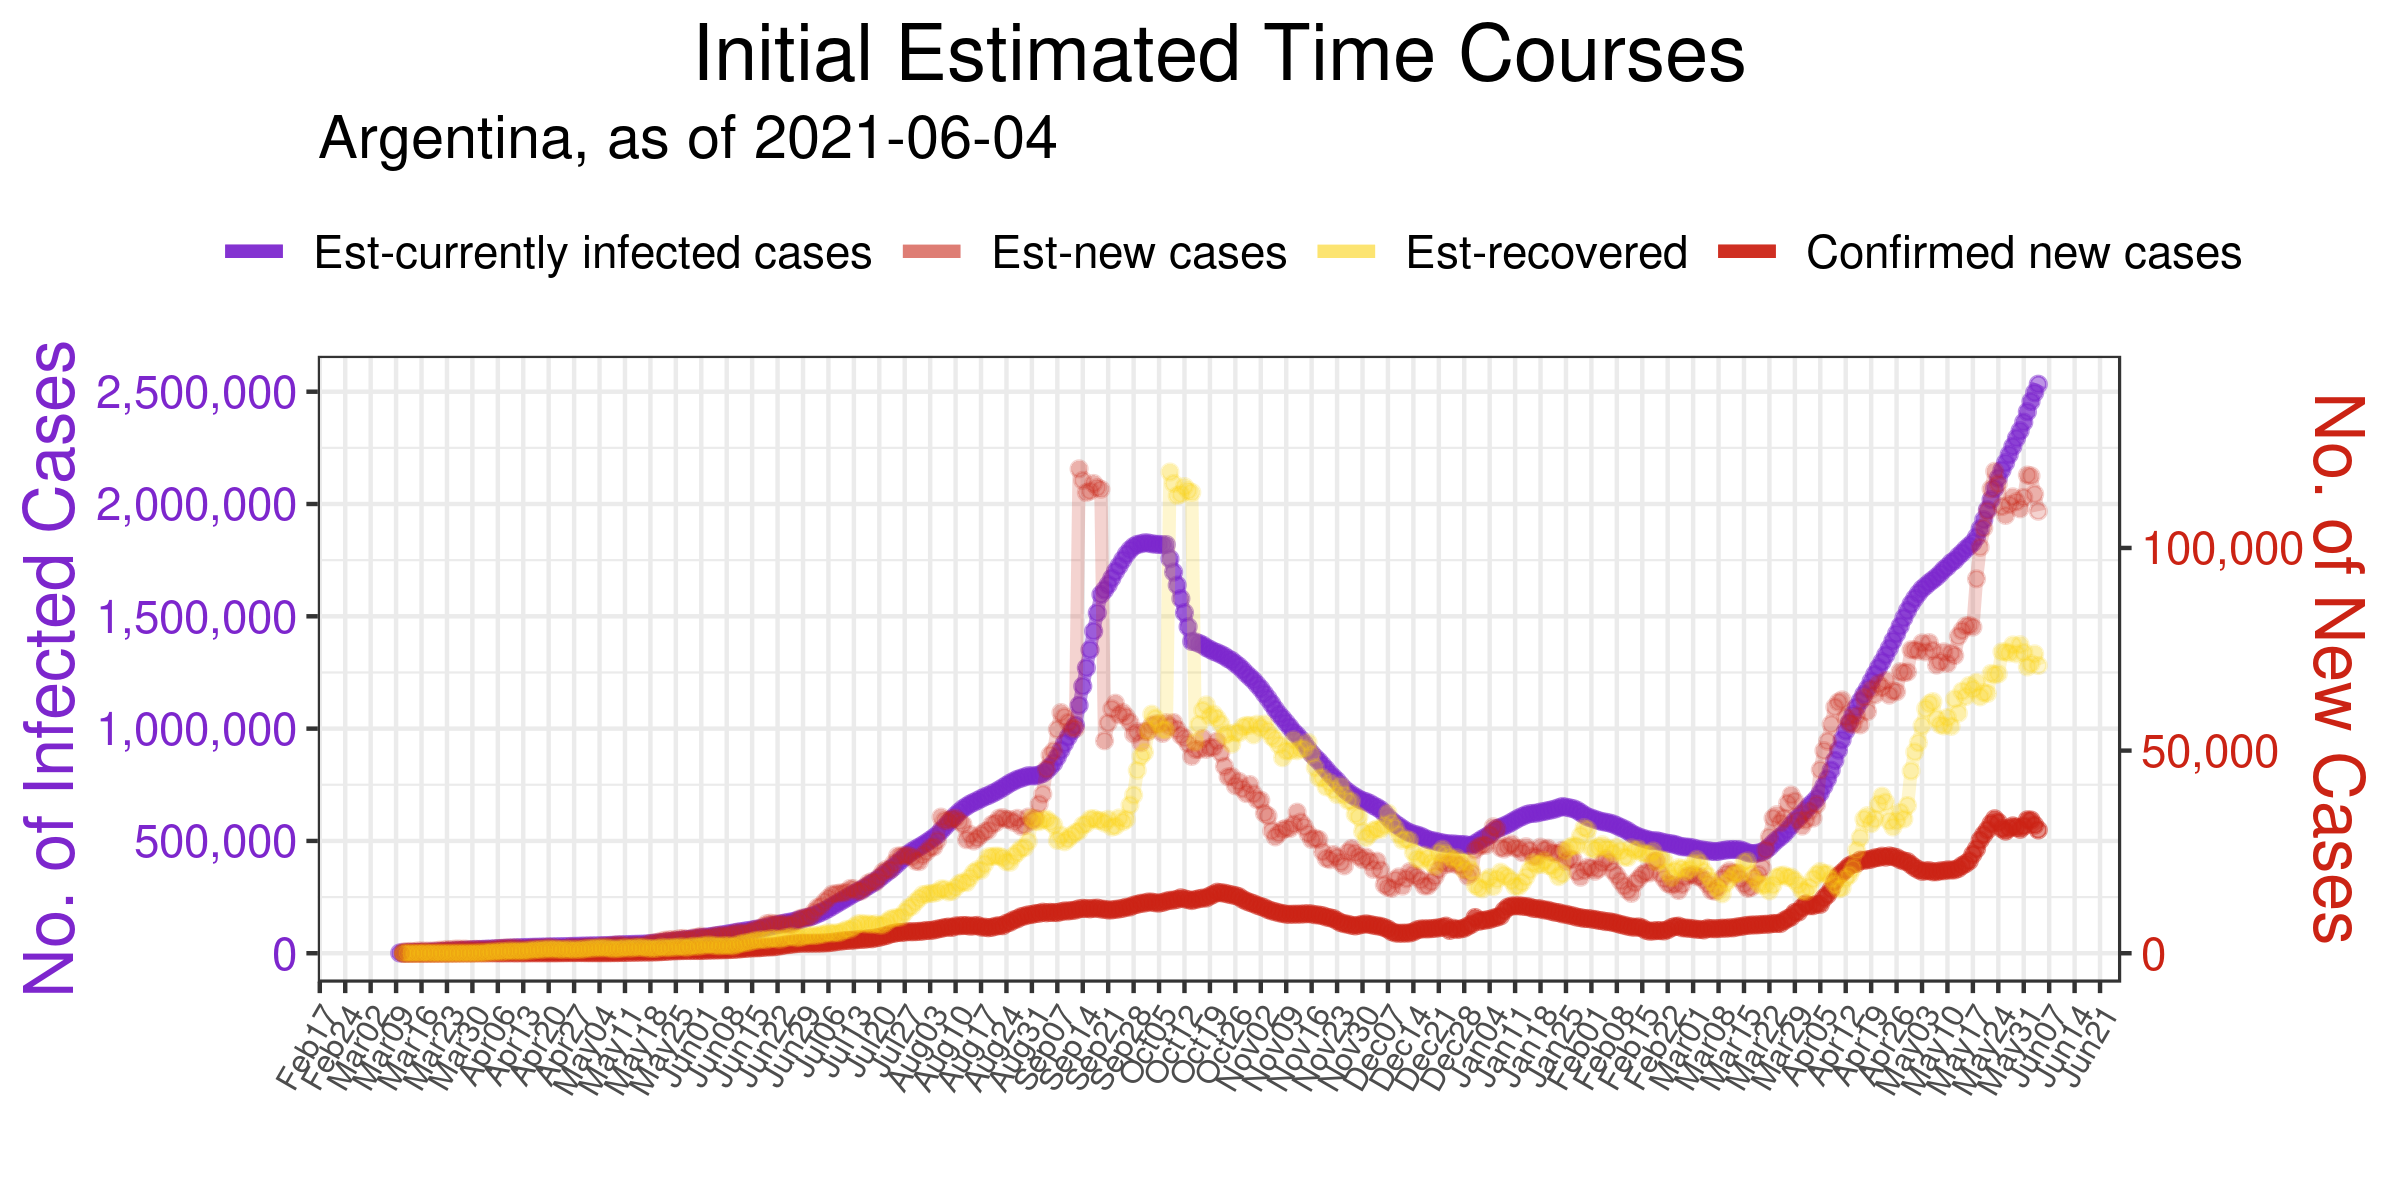 Initial Estimated Time Courses
Argentina, as of 2021-06-04
Est-currently infected cases Est-new cases Est-recovered Confirmed new cases
No. of Infected Cases
2,500,000
2,000,000
1,500,000
1,000,000
500,000
0
No. of New Cases
100,000
50,000
0
Feb17 Feb24 Mar02 Mar09 Mar16 Mar23 Mar30 Apr06 Apr13 Apr20 Apr27 May04 May11 May18 May25 Jun01 Jun08 Jun15 Jun22 Jun29 Jul06 Jul13 Jul20 Jul27 Aug03 Aug10 Aug17 Aug24 Aug31 Sep07 Sep14 Sep21 Sep28 Oct05 Oct12 Oct19 Oct26 Nov02 Nov09 Nov16 Nov23 Nov30 Dec07 Dec14 Dec21 Dec28 Jan04 Jan11 Jan18 Jan25 Feb01 Feb08 Feb15 Feb22 Mar01 Mar08 Mar15 Mar22 Mar29 Apr05 Apr12 Apr19 Apr26 May03 May10 May17 May24 May31 Jun07 Jun14 Jun21